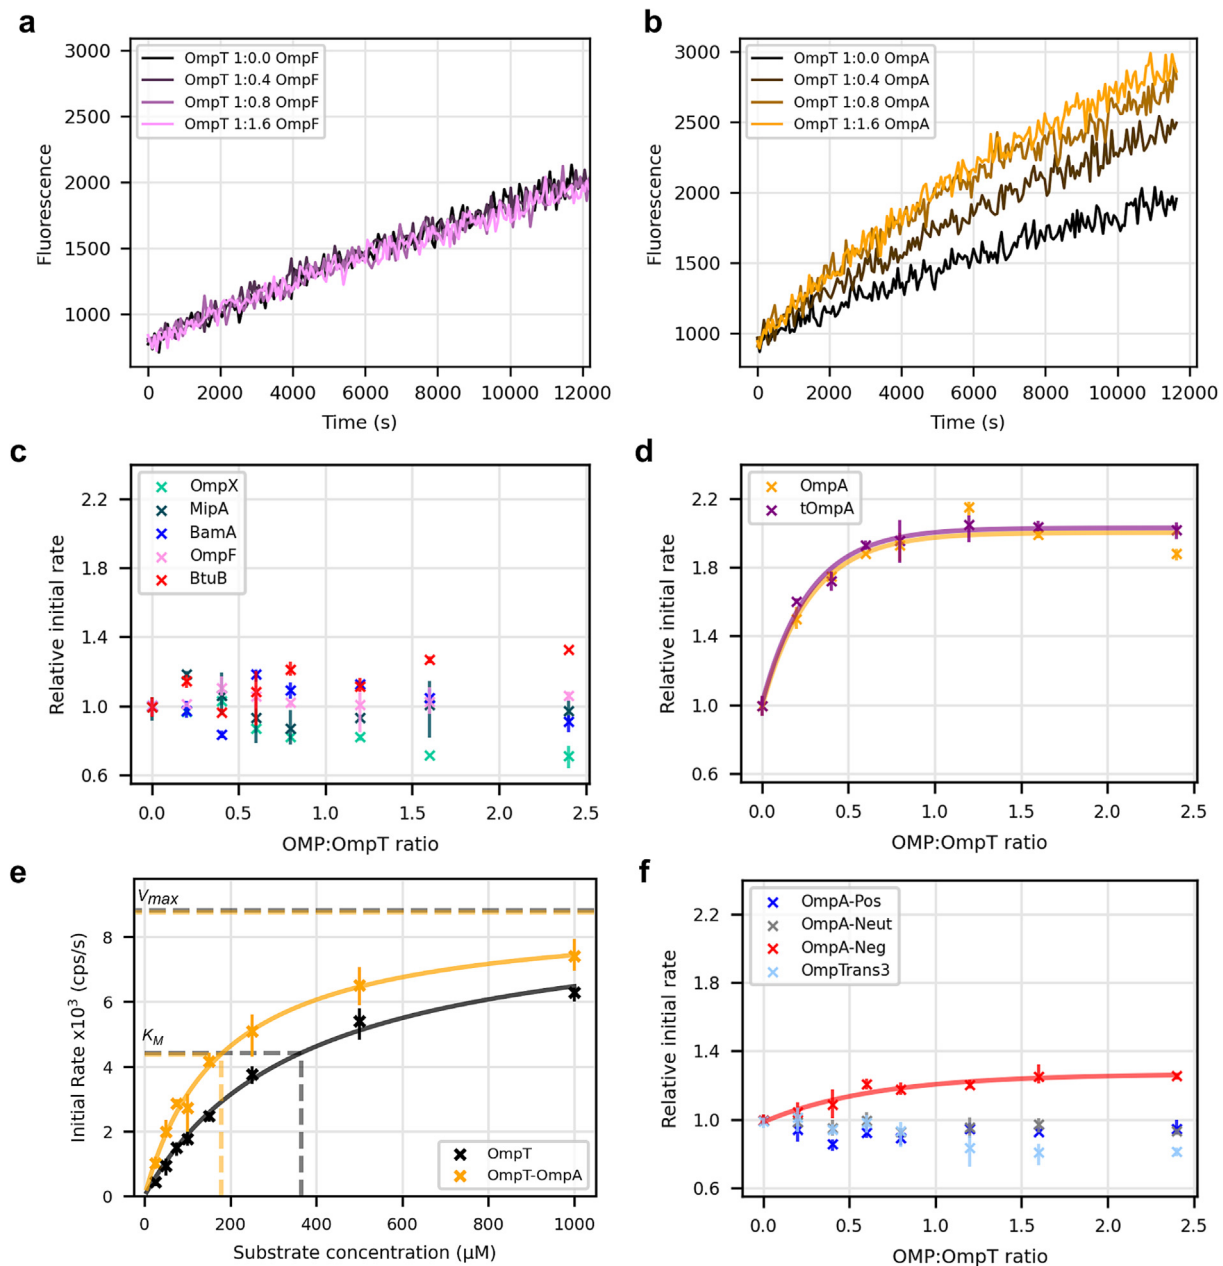 a
3000
2500
2000
1500
1000
Fluorescence
OmpT 1:0.0 OmpF
OmpT 1:0.4 OmpF
OmpT 1:0.8 OmpF
OmpT 1:1.6 OmpF
0 2000 4000 6000 8000 10000 12000
Time (s)
b
3000
2500
2000
1500
1000
Fluorescence
OmpT 1:0.0 OmpA
OmpT 1:0.4 OmpA
OmpT 1:0.8 OmpA
OmpT 1:1.6 OmpA
0 2000 4000 6000 8000 10000 12000
Time (s)
c
2.2
1.8
1.4
1.0
0.6
Relative initial rate
OmpX
MipA
BamA
OmpF
BtuB
0.0 0.5 1.0 1.5 2.0 2.5
OMP:OmpT ratio
d
2.2
1.8
1.4
1.0
0.6
Relative initial rate
OmpA
tOmpA
0.0 0.5 1.0 1.5 2.0 2.5
OMP:OmpT ratio
e
Vmax
KM
8
6
4
2
0
Initial Rate x10³ (cps/s)
OmpT
OmpT-OmpA
0 200 400 600 800 1000
Substrate concentration (μM)
f
2.2
1.8
1.4
1.0
0.6
Relative initial rate
OmpA-Pos
OmpA-Neut
OmpA-Neg
OmpTrans3
0.0 0.5 1.0 1.5 2.0 2.5
OMP:OmpT ratio